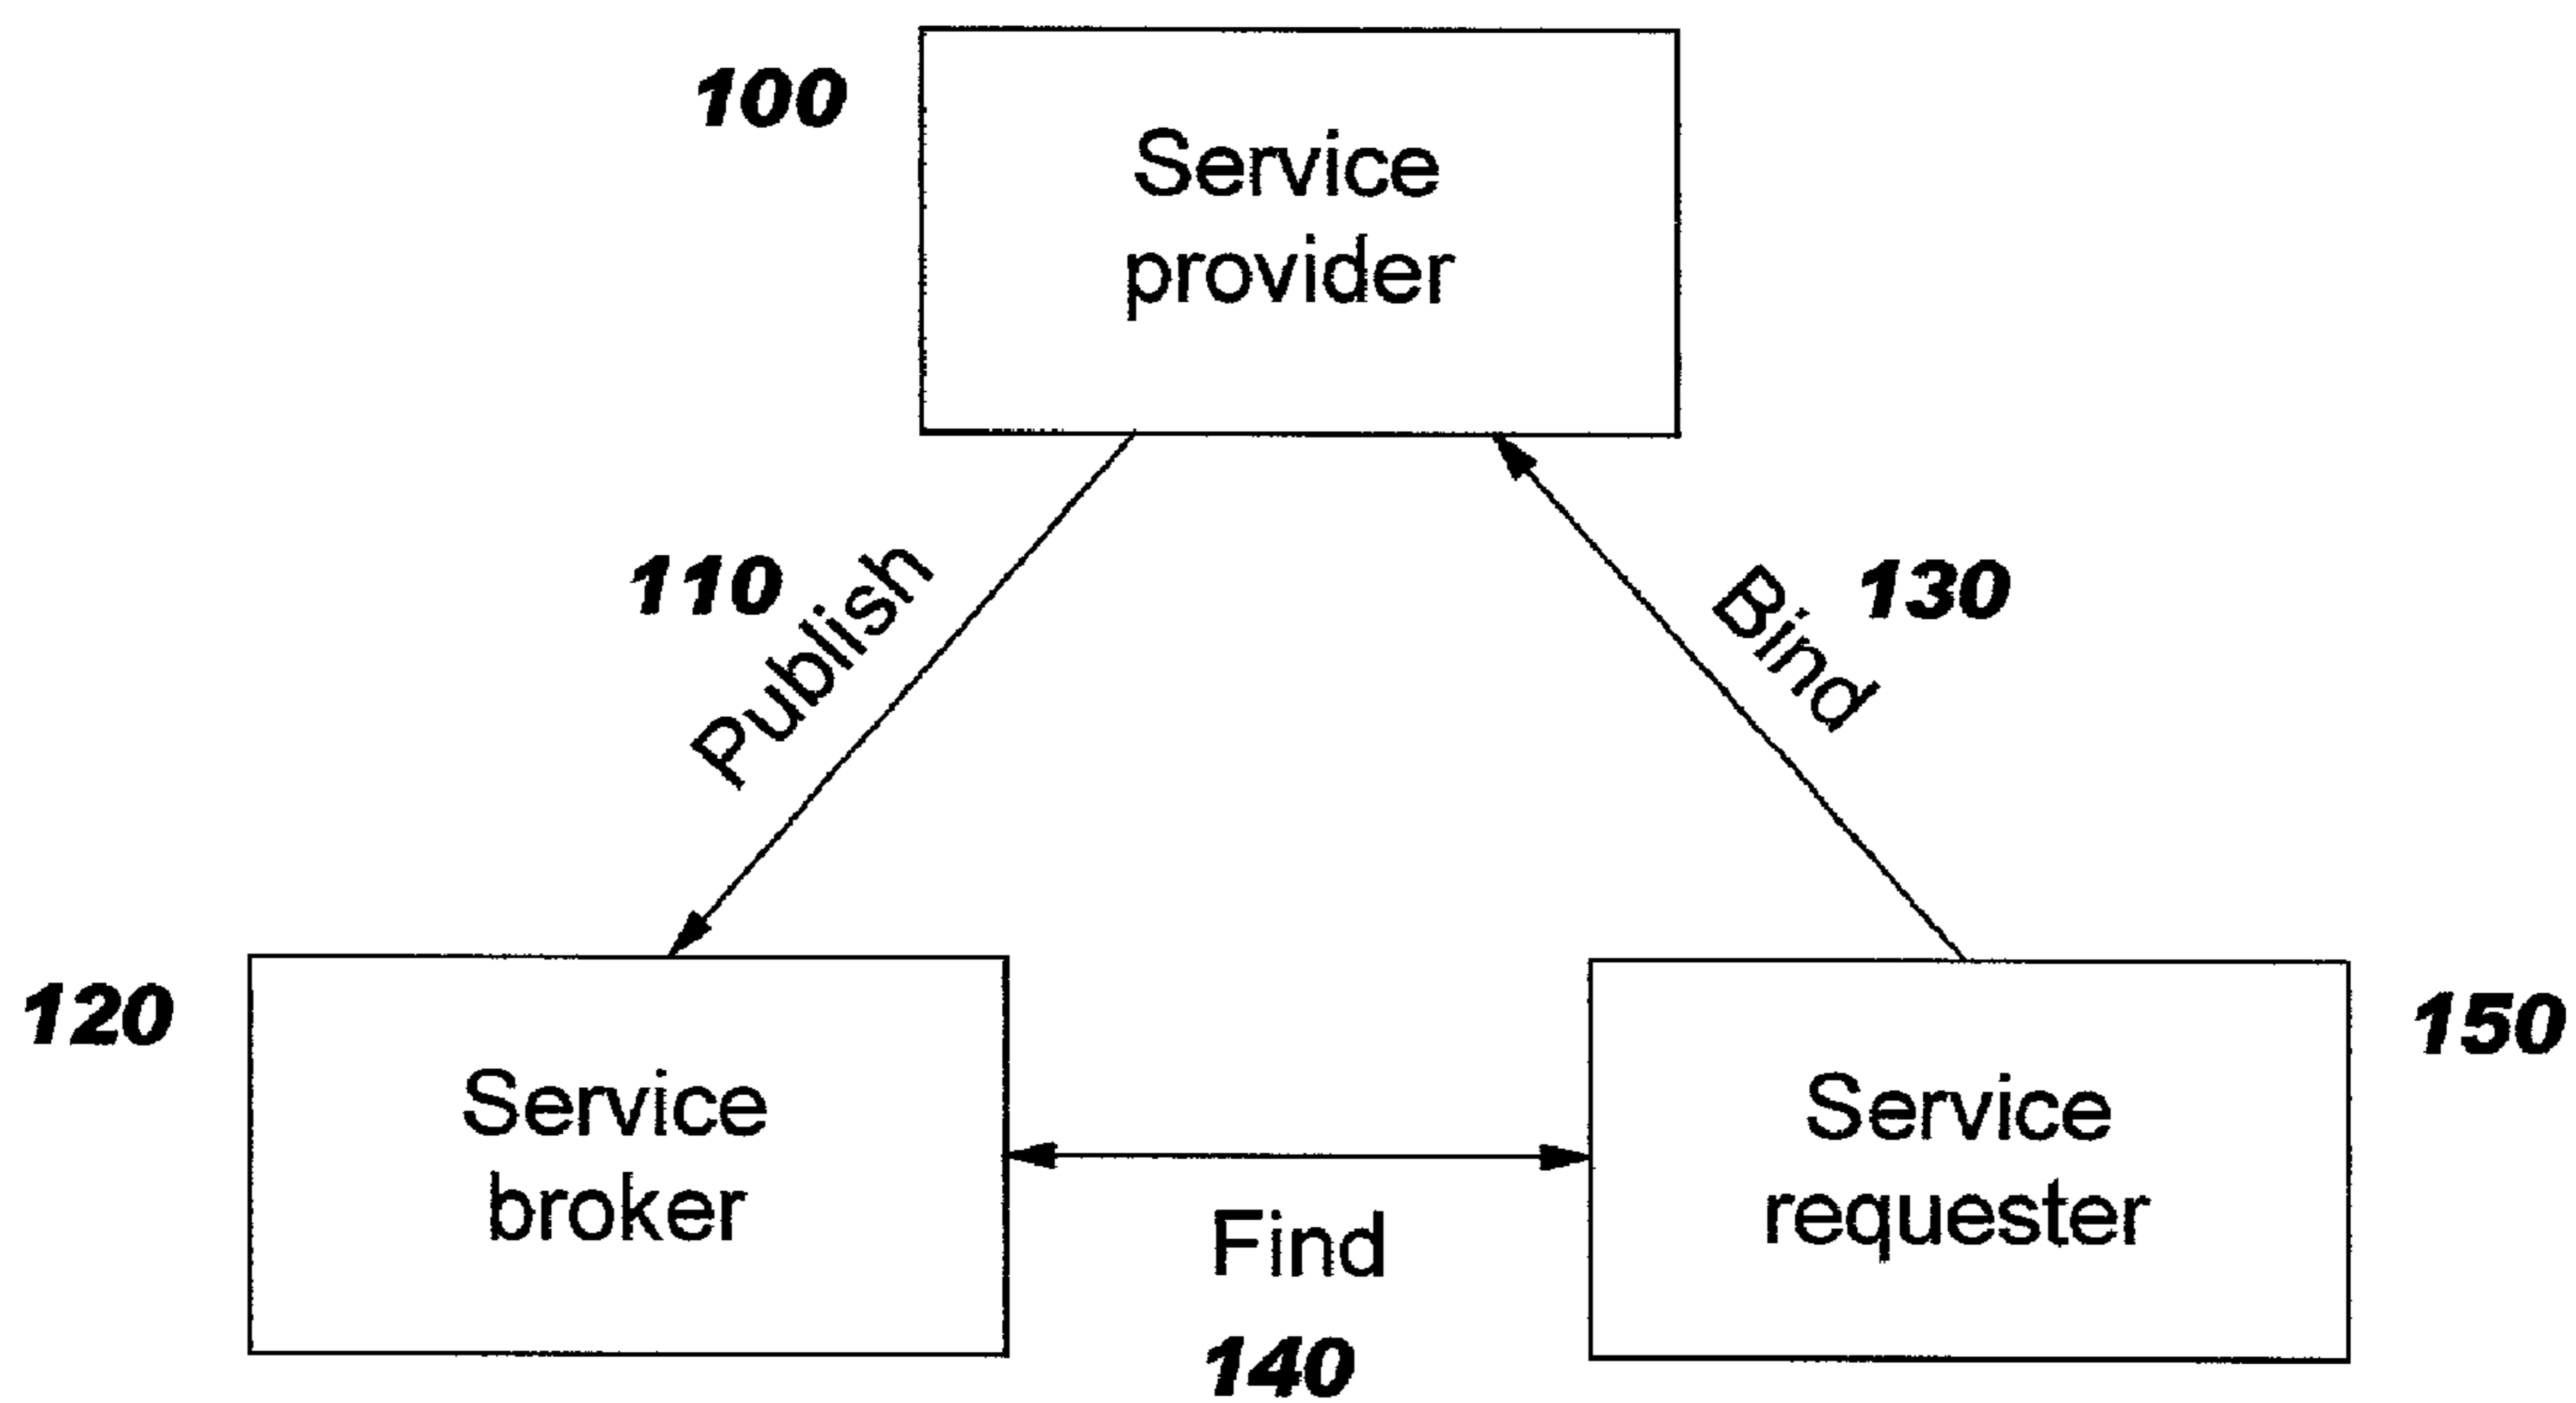 100
Service
provider
110
Publish
Bind
130
120
Service
broker
Find
140
Service
requester
150